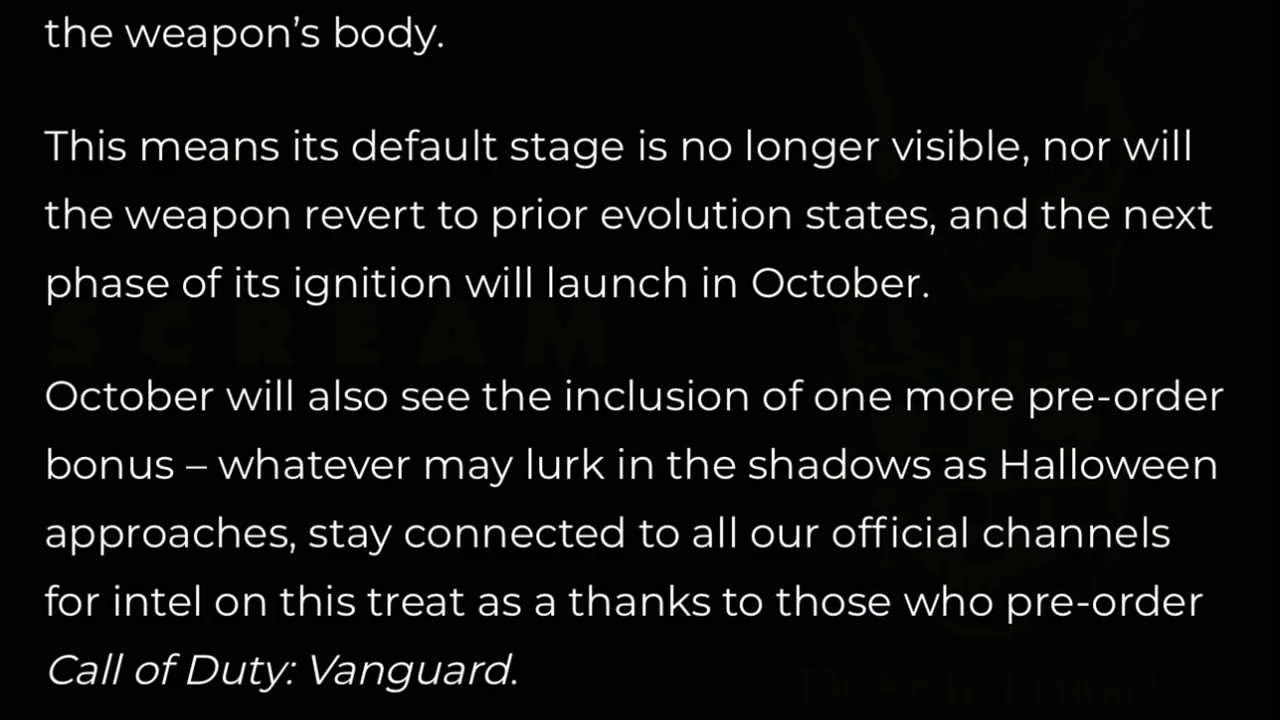 the weapon’s body.
This means its default stage is no longer visible, nor will
the weapon revert to prior evolution states, and the next
phase of its ignition will launch in October.
SCREAM
October will also see the inclusion of one more pre-order
bonus – whatever may lurk in the shadows as Halloween
approaches, stay connected to all our official channels
for intel on this treat as a thanks to those who pre-order
Call of Duty: Vanguard.